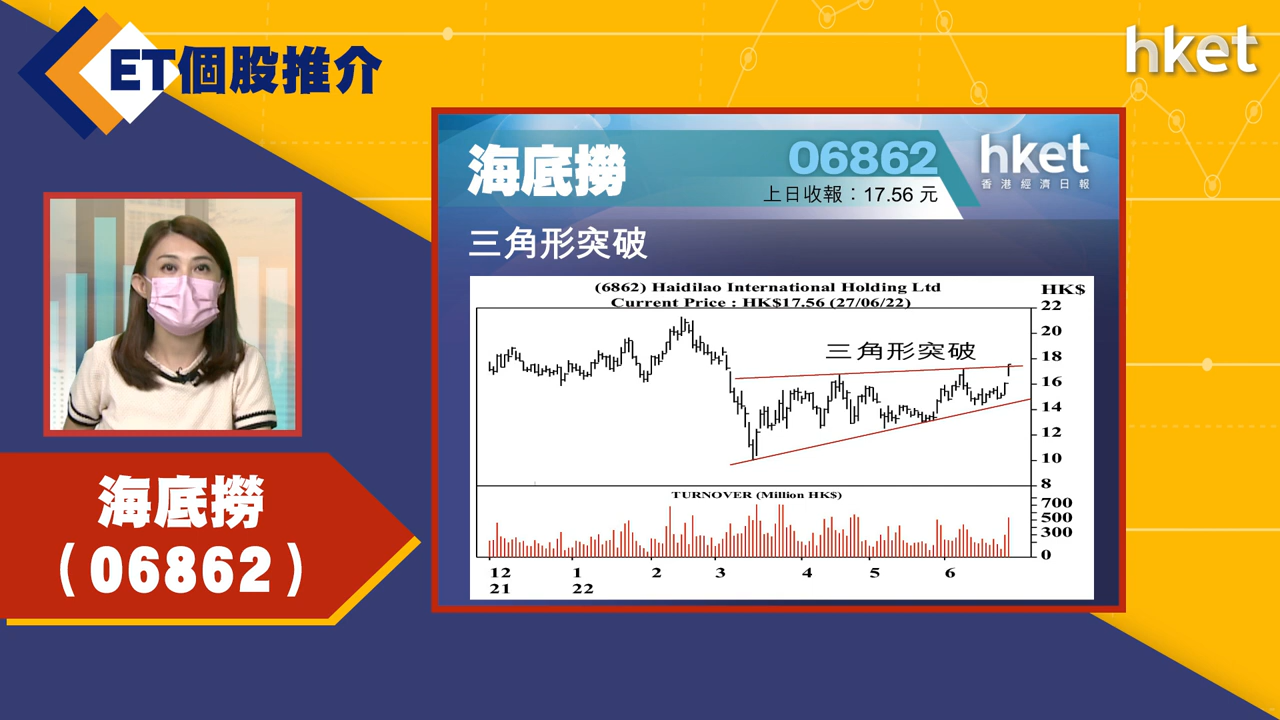 ET個股推介
hket
海底撈
06862
hket
香港經濟日報
上日收報：17.56 元
三角形突破
(6862) Haidilao International Holding Ltd
Current Price : HK$17.56 (27/06/22)
HK$
22
20
18
16
14
12
10
8
三角形突破
TURNOVER (Million HK$)
700
500
300
0
12 1 2 3 4 5 6
21 22
海底撈
（06862）